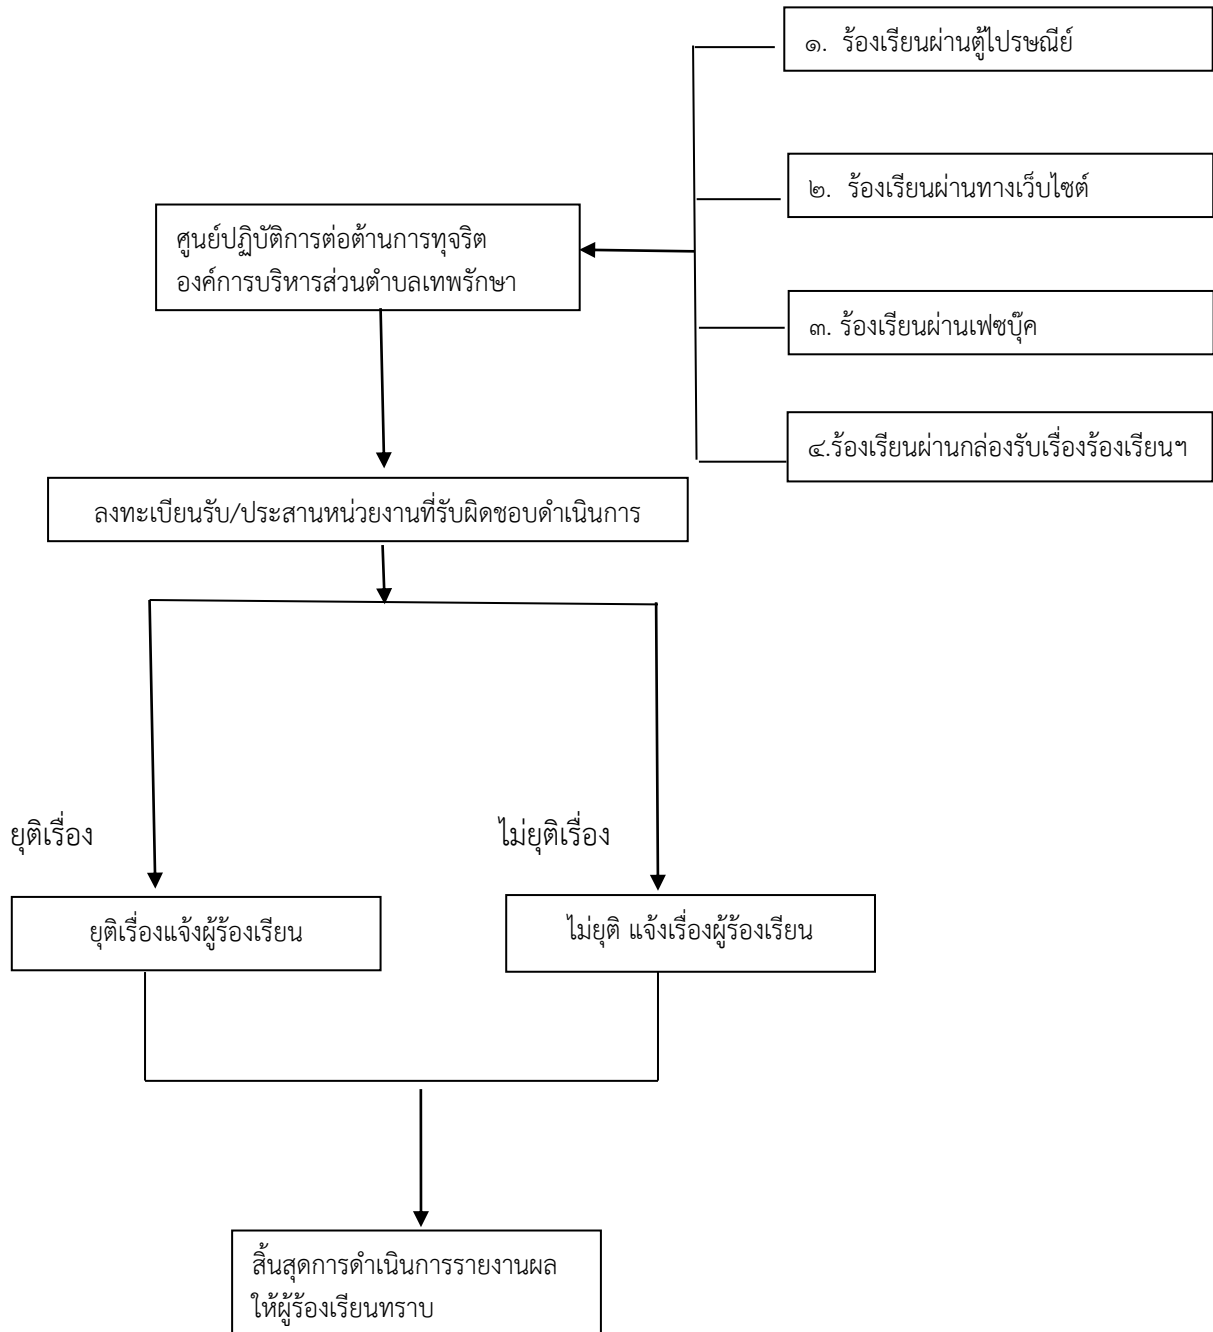 ๑. ร้องเรียนผ่านตู้ไปรษณีย์
๒. ร้องเรียนผ่านทางเว็บไซต์
ศูนย์ปฏิบัติการต่อต้านการทุจริต
องค์การบริหารส่วนตำบลเทพรักษา
๓. ร้องเรียนผ่านเฟซบุ๊ค
๔.ร้องเรียนผ่านกล่องรับเรื่องร้องเรียนฯ
ลงทะเบียนรับ/ประสานหน่วยงานที่รับผิดชอบดำเนินการ
ยุติเรื่อง
ไม่ยุติเรื่อง
ยุติเรื่องแจ้งผู้ร้องเรียน
ไม่ยุติ แจ้งเรื่องผู้ร้องเรียน
สิ้นสุดการดำเนินการรายงานผล
ให้ผู้ร้องเรียนทราบ